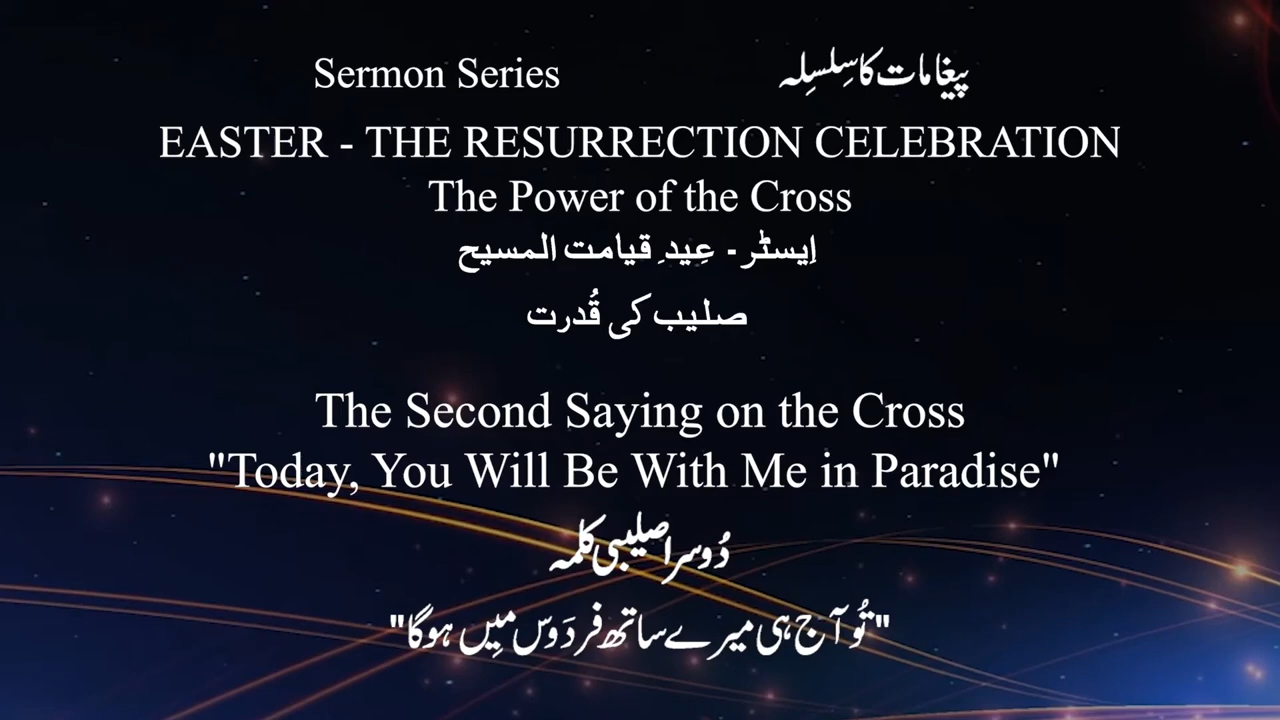 Sermon Series پیغامات کا سِلسِلہ
EASTER - THE RESURRECTION CELEBRATION
The Power of the Cross
اِیسٹر - عِیدِ قیامت المسیح
صلیب کی قُدرت
The Second Saying on the Cross
"Today, You Will Be With Me in Paradise"
دُوسرا صلیبی کلمہ
"تُو آج ہی میرے ساتھ فردَوس مِیں ہوگا"